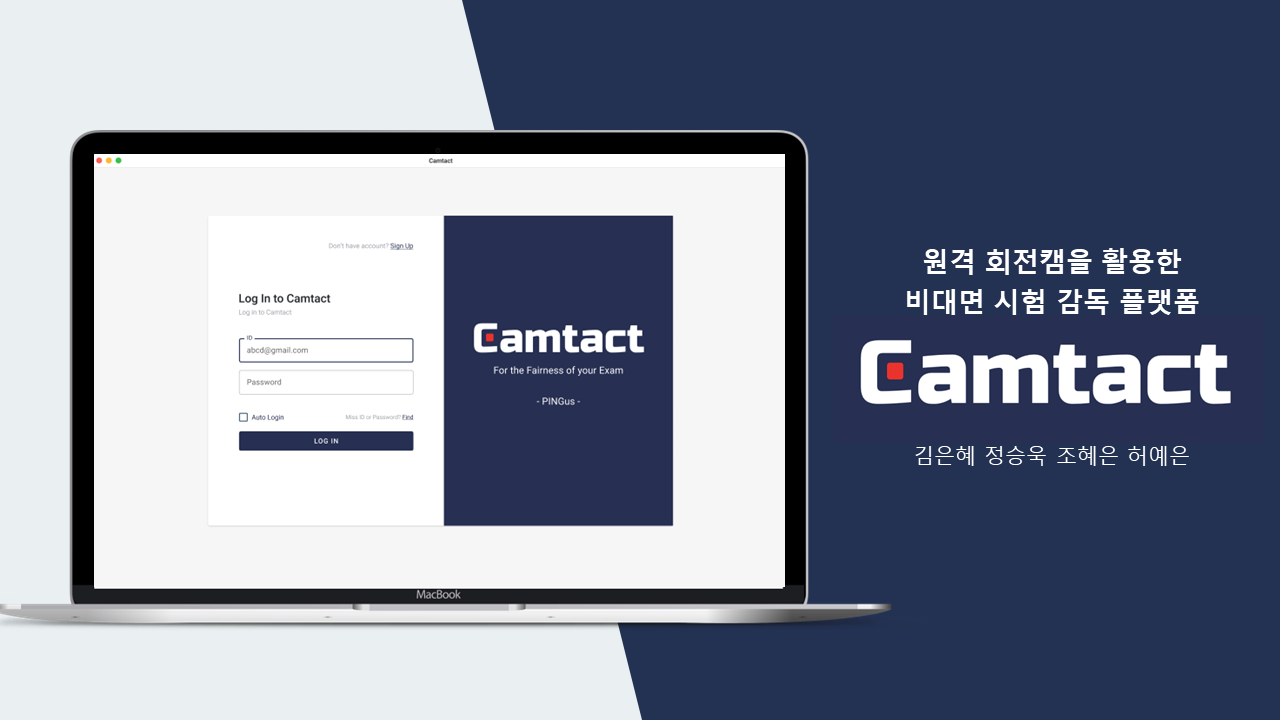 Camtact
Don't have account? Sign Up
Log In to Camtact
Log in to Camtact
ID
abcd@gmail.com
Password
Auto Login
Miss ID or Password? Find
LOG IN
Camtact
For the Fairness of your Exam
- PINGus -
MacBook
원격 회전캠을 활용한
비대면 시험 감독 플랫폼
Camtact
김은혜 정승욱 조혜은 허예은